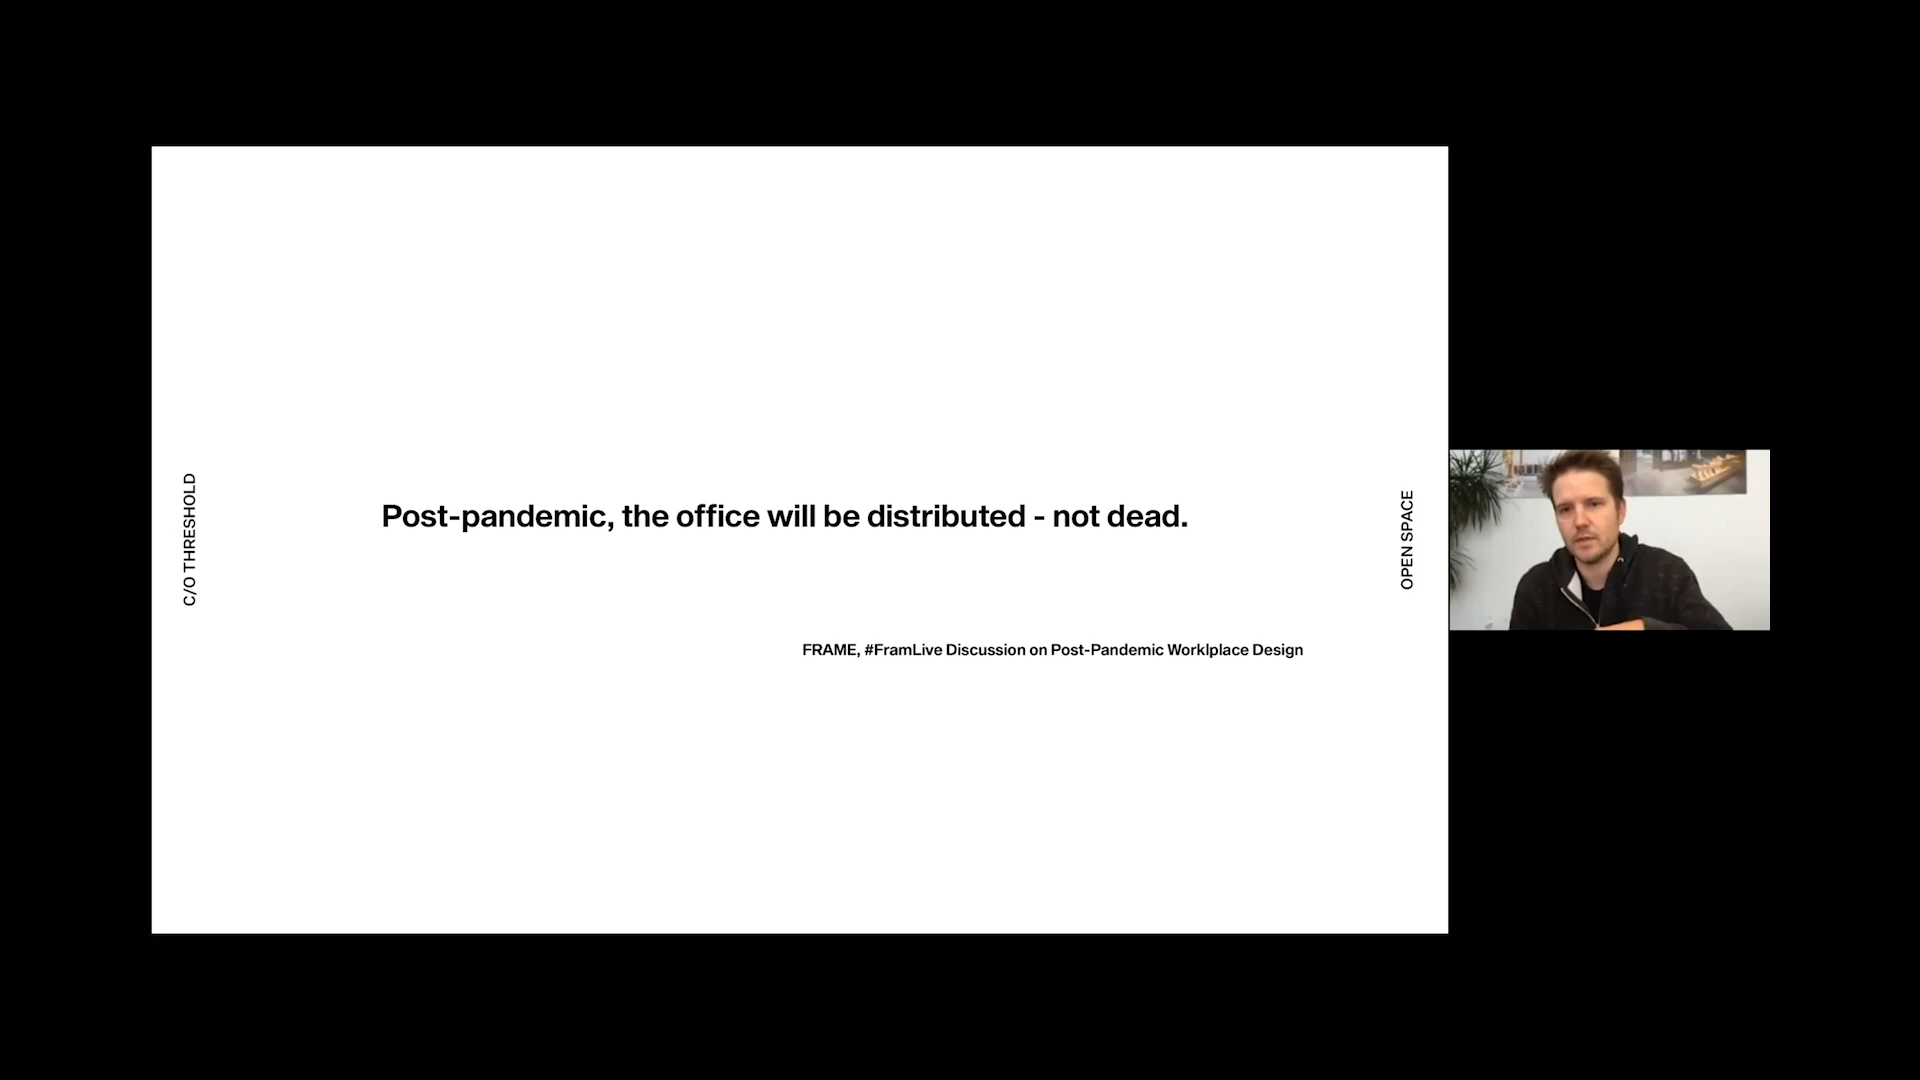 C/O THRESHOLD
Post-pandemic, the office will be distributed - not dead.
OPEN SPACE
FRAME, #FramLive Discussion on Post-Pandemic Worklplace Design